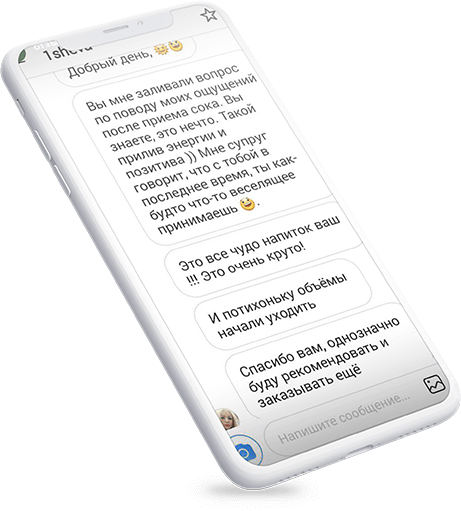 Добрый день, 🌞😃
Вы мне заливали вопрос
по поводу моих ощущений
после приема сока. Вы
знаете, это нечто. Такой
прилив энергии и
позитива )) Мне супруг
говорит, что с тобой в
последнее время, ты как-
будто что-то веселящее
принимаешь 😃.
Это все чудо напиток ваш
!!! Это очень круто!
И потихоньку объёмы
начали уходить
Спасибо вам, однозначно
буду рекомендовать и
заказывать ещё
Напишите сообщение...